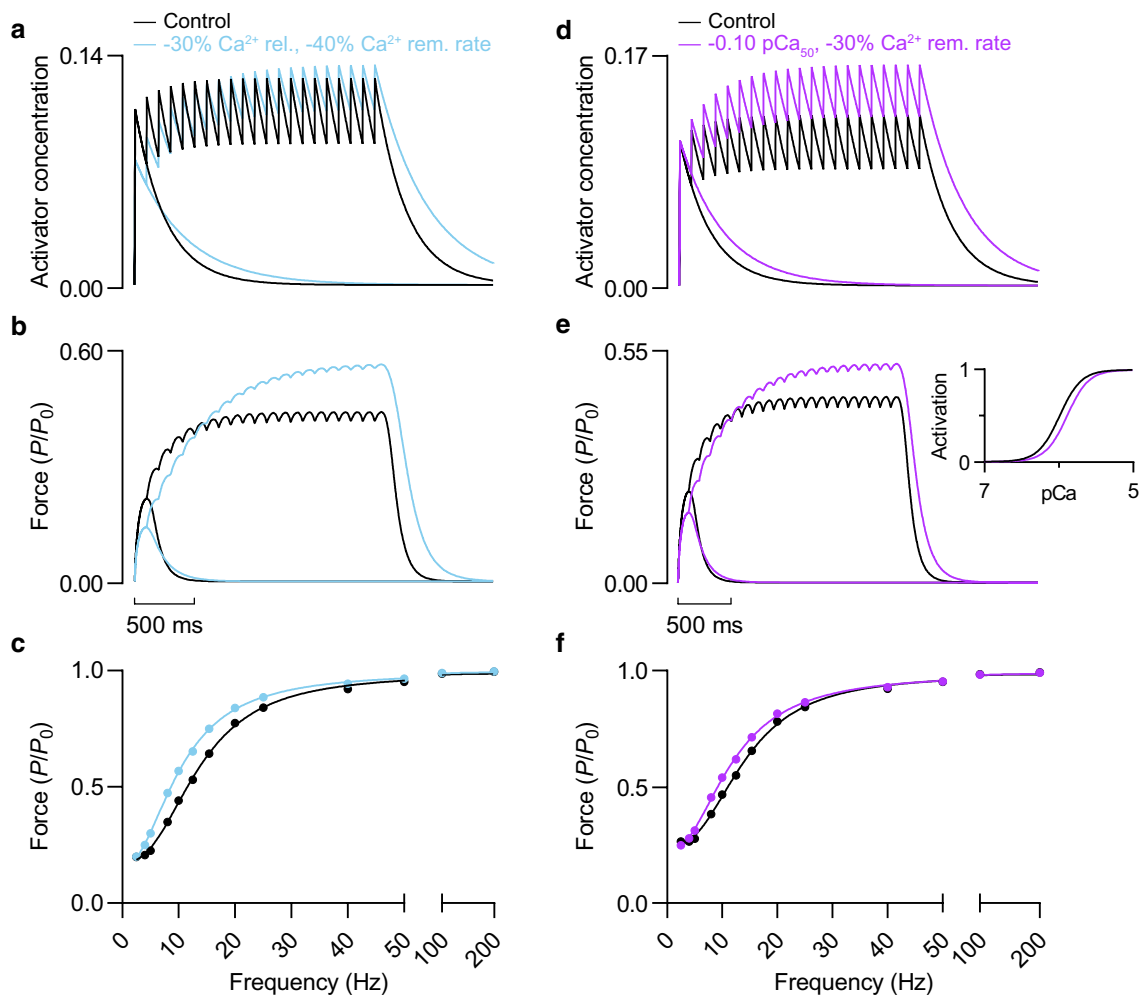 a
Control
-30% Ca²⁺ rel., -40% Ca²⁺ rem. rate
0.14
0.00
Activator concentration
b
0.60
0.00
Force (P/P₀)
500 ms
c
1.0
0.5
0.0
Force (P/P₀)
0 10 20 30 40 50 100 200
Frequency (Hz)
d
Control
-0.10 pCa₅₀, -30% Ca²⁺ rem. rate
0.17
0.00
Activator concentration
e
0.55
0.00
Force (P/P₀)
500 ms
1
0
Activation
7 5
pCa
f
1.0
0.5
0.0
Force (P/P₀)
0 10 20 30 40 50 100 200
Frequency (Hz)